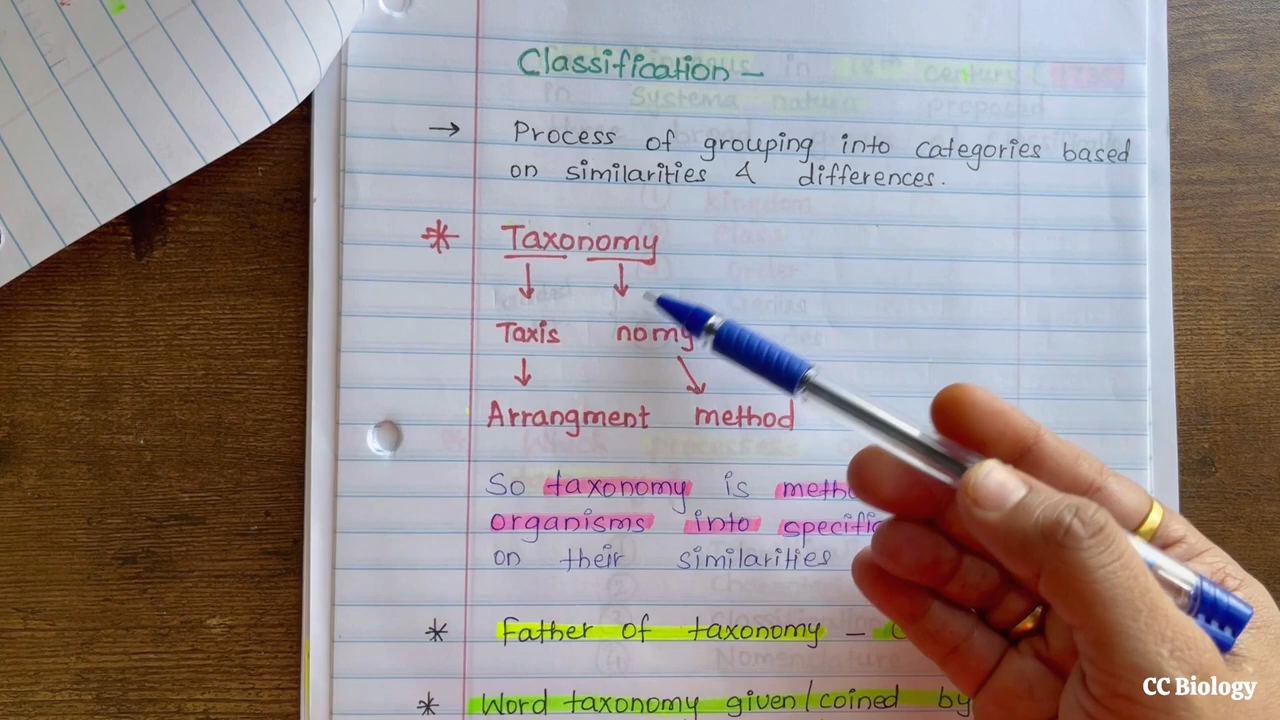 Classification –
→ Process of grouping into categories based
on similarities & differences.
* Taxonomy
↓ ↓
Taxis nomy
↓ ↘
Arrangment method
So taxonomy is
organisms into
on their similarities
* Father of taxonomy –
* Word taxonomy given/coined by
CC Biology